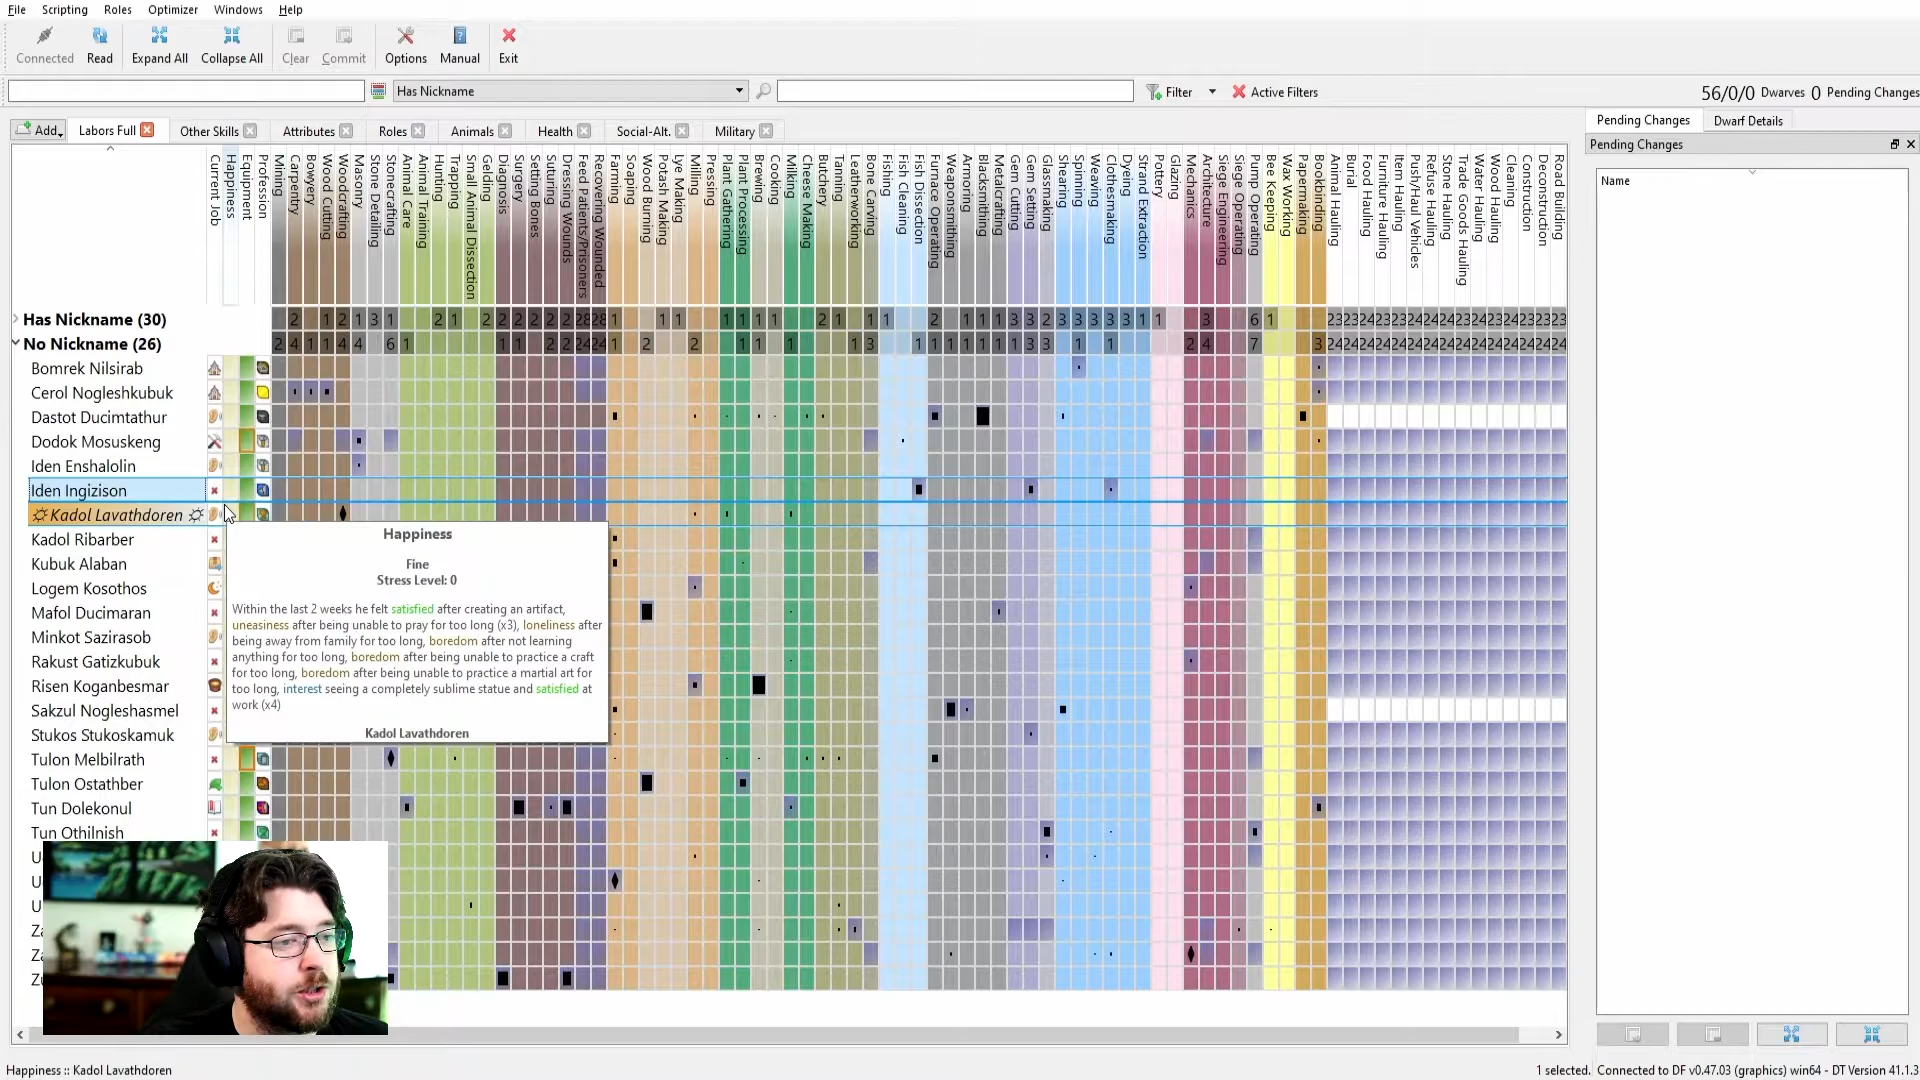 File Scripting Roles Optimizer Windows Help
Connected Read Expand All Collapse All Clear Commit Options Manual Exit
Has Nickname Filter Active Filters 56/0/0 Dwarves 0 Pending Changes
Add Labors Full Other Skills Attributes Roles Animals Health Social-Alt. Military
Pending Changes Dwarf Details
Pending Changes
Name
Current Job
Happiness
Equipment
Profession
Mining
Carpentry
Bowyery
Wood Cutting
Woodcrafting
Masonry
Stone Detailing
Stonecrafting
Animal Care
Animal Training
Hunting
Trapping
Small Animal Dissection
Gelding
Diagnosis
Surgery
Setting Bones
Suturing
Dressing Wounds
Feed Patients/Prisoners
Recovering Wounded
Farming
Soaping
Wood Burning
Potash Making
Lye Making
Milling
Pressing
Plant Gathering
Plant Processing
Brewing
Cooking
Milking
Cheese Making
Butchery
Tanning
Leatherworking
Bone Carving
Fishing
Fish Cleaning
Fish Dissection
Furnace Operating
Weaponsmithing
Armoring
Blacksmithing
Metalcrafting
Gem Cutting
Gem Setting
Glassmaking
Shearing
Spinning
Weaving
Clothesmaking
Dyeing
Strand Extraction
Pottery
Glazing
Mechanics
Architecture
Siege Engineering
Siege Operating
Pump Operating
Bee Keeping
Wax Working
Papermaking
Bookbinding
Animal Hauling
Burial
Food Hauling
Item Hauling
Furniture Hauling
Push/Haul Vehicles
Refuse Hauling
Stone Hauling
Trade Goods Hauling
Water Hauling
Wood Hauling
Cleaning
Construction
Deconstruction
Road Building
Has Nickname (30)
No Nickname (26)
Bomrek Nilsirab
Cerol Nogleshkubuk
Dastot Ducimtathur
Dodok Mosuskeng
Iden Enshalolin
Iden Ingizison
Kadol Lavathdoren
Kadol Ribarber
Kubuk Alaban
Logem Kosothos
Mafol Ducimaran
Minkot Sazirasob
Rakust Gatizkubuk
Risen Koganbesmar
Sakzul Nogleshasmel
Stukos Stukoskamuk
Tulon Melbilrath
Tulon Ostathber
Tun Dolekonul
Tun Othilnish
Happiness
Fine
Stress Level: 0
Within the last 2 weeks he felt satisfied after creating an artifact,
uneasiness after being unable to pray for too long (x3), loneliness after
being away from family for too long, boredom after not learning
anything for too long, boredom after being unable to practice a craft
for too long, boredom after being unable to practice a martial art for
too long, interest seeing a completely sublime statue and satisfied at
work (x4)
Kadol Lavathdoren
Happiness :: Kadol Lavathdoren 1 selected. Connected to DF v0.47.03 (graphics) win64 - DT Version 41.1.3